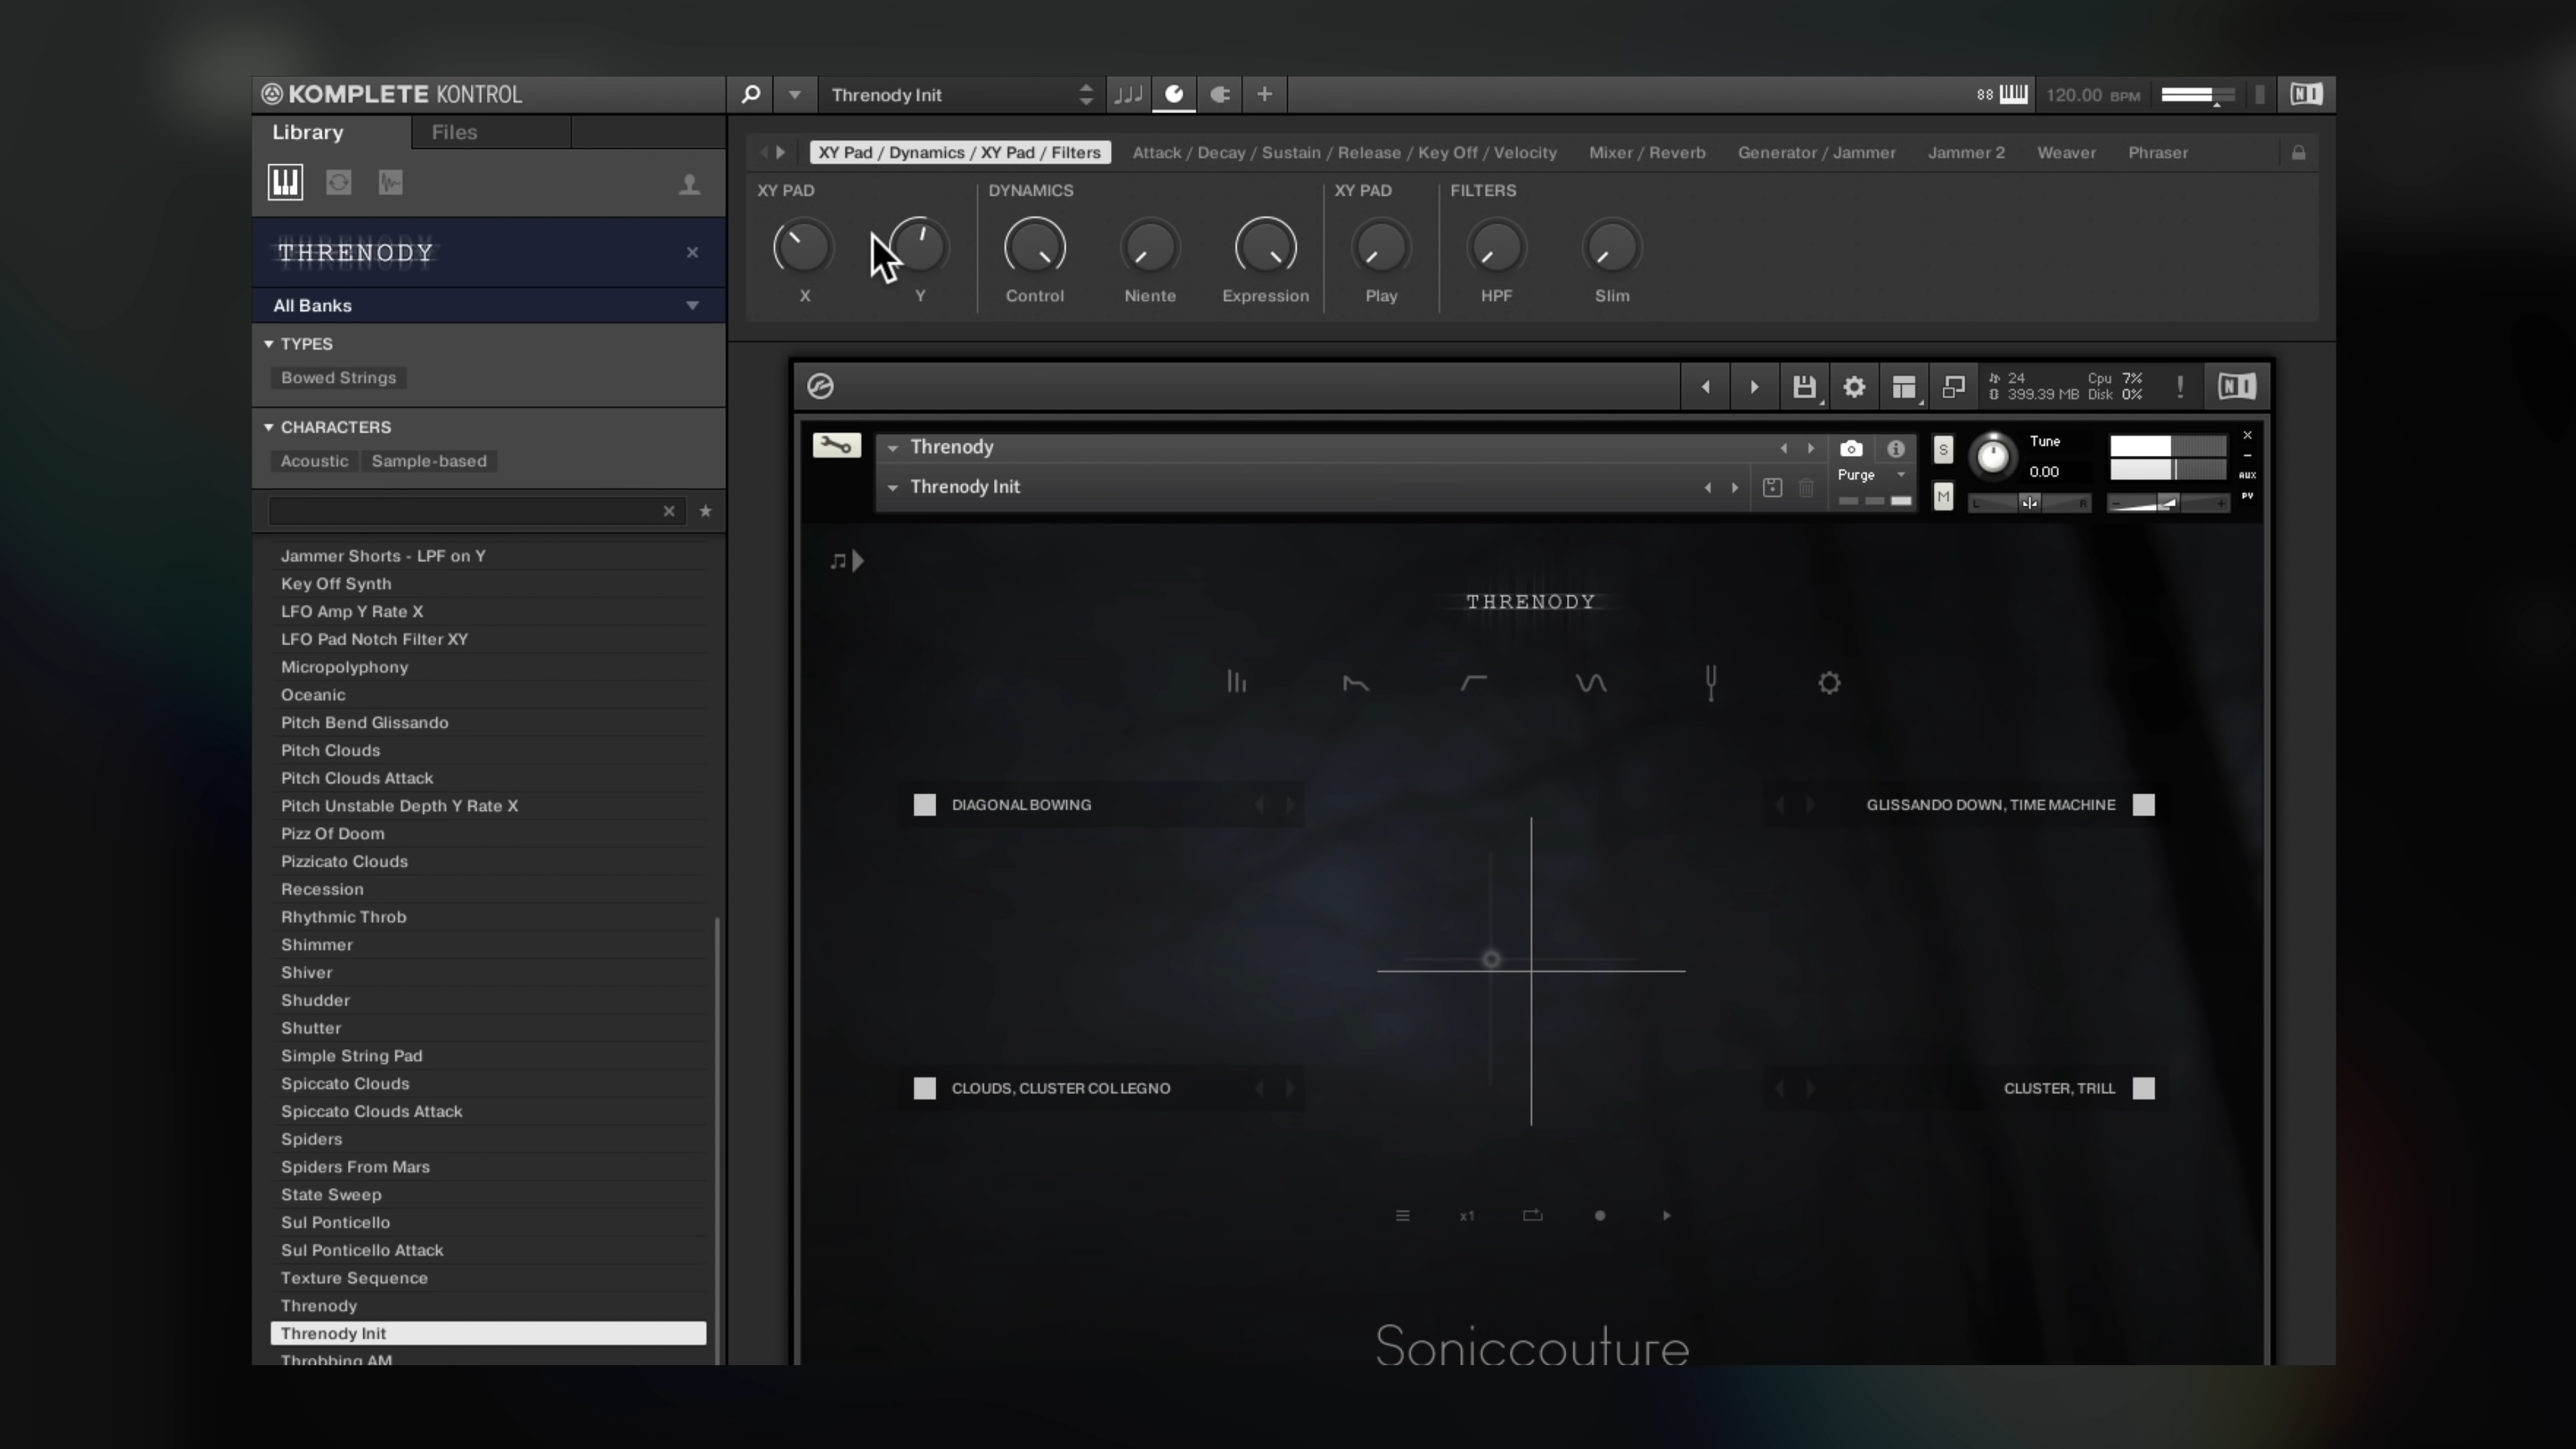 KOMPLETE KONTROL
Threnody Init
88
120.00 BPM
Library
Files
THRENODY
All Banks
TYPES
Bowed Strings
CHARACTERS
Acoustic
Sample-based
Jammer Shorts - LPF on Y
Key Off Synth
LFO Amp Y Rate X
LFO Pad Notch Filter XY
Micropolyphony
Oceanic
Pitch Bend Glissando
Pitch Clouds
Pitch Clouds Attack
Pitch Unstable Depth Y Rate X
Pizz Of Doom
Pizzicato Clouds
Recession
Rhythmic Throb
Shimmer
Shiver
Shudder
Shutter
Simple String Pad
Spiccato Clouds
Spiccato Clouds Attack
Spiders
Spiders From Mars
State Sweep
Sul Ponticello
Sul Ponticello Attack
Texture Sequence
Threnody
Threnody Init
Throbbing AM
XY Pad / Dynamics / XY Pad / Filters
Attack / Decay / Sustain / Release / Key Off / Velocity
Mixer / Reverb
Generator / Jammer
Jammer 2
Weaver
Phraser
XY PAD
DYNAMICS
XY PAD
FILTERS
X
Y
Control
Niente
Expression
Play
HPF
Slim
24
Cpu 7%
399.39 MB
Disk 0%
NI
Threnody
Threnody Init
Purge
S
M
Tune
0.00
L
R
AUX
PV
THRENODY
DIAGONAL BOWING
GLISSANDO DOWN, TIME MACHINE
CLOUDS, CLUSTER COL LEGNO
CLUSTER, TRILL
x1
Soniccouture